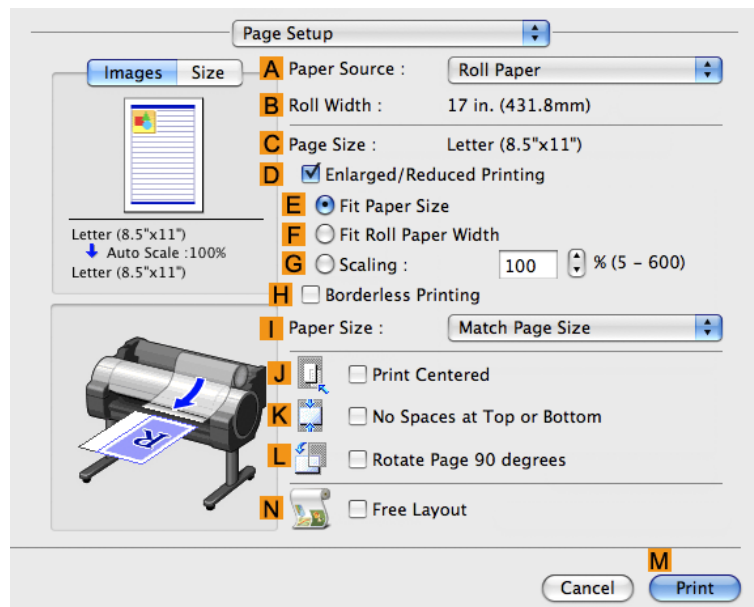 Page Setup
Images Size
A Paper Source : Roll Paper
B Roll Width : 17 in. (431.8mm)
C Page Size : Letter (8.5"x11")
D Enlarged/Reduced Printing
E Fit Paper Size
F Fit Roll Paper Width
G Scaling : 100 % (5 - 600)
H Borderless Printing
Letter (8.5"x11")
Auto Scale :100%
Letter (8.5"x11")
I Paper Size : Match Page Size
J Print Centered
K No Spaces at Top or Bottom
L Rotate Page 90 degrees
N Free Layout
R
M
Cancel Print